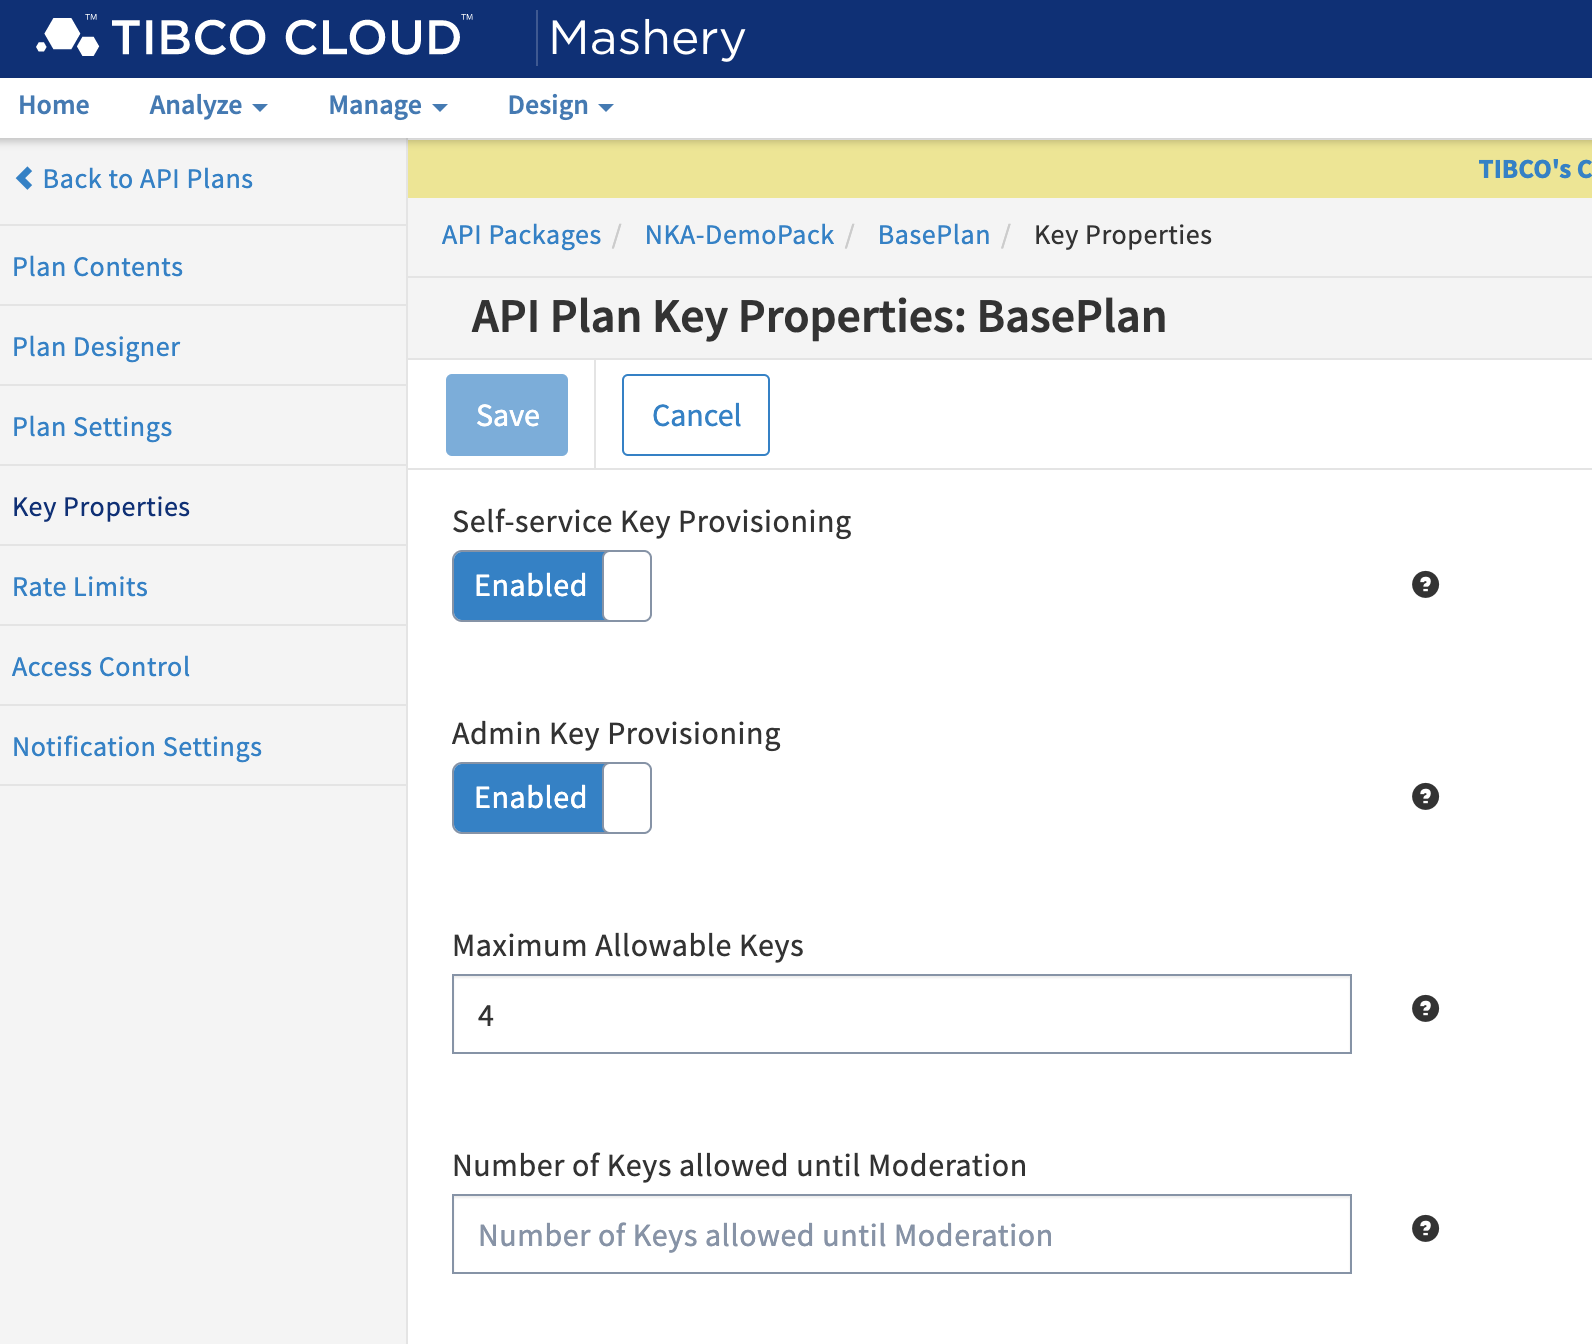 TIBCO CLOUD™ | Mashery
Home Analyze Manage Design
Back to API Plans
TIBCO's C
API Packages / NKA-DemoPack / BasePlan / Key Properties
Plan Contents
API Plan Key Properties: BasePlan
Plan Designer
Save Cancel
Plan Settings
Key Properties
Self-service Key Provisioning
Enabled
Rate Limits
Access Control
Notification Settings
Admin Key Provisioning
Enabled
Maximum Allowable Keys
4
Number of Keys allowed until Moderation
Number of Keys allowed until Moderation